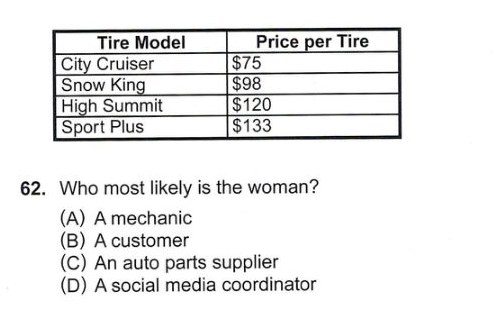 Tire Model Price per Tire
City Cruiser $75
Snow King $98
High Summit $120
Sport Plus $133
62. Who most likely is the woman?
(A) A mechanic
(B) A customer
(C) An auto parts supplier
(D) A social media coordinator